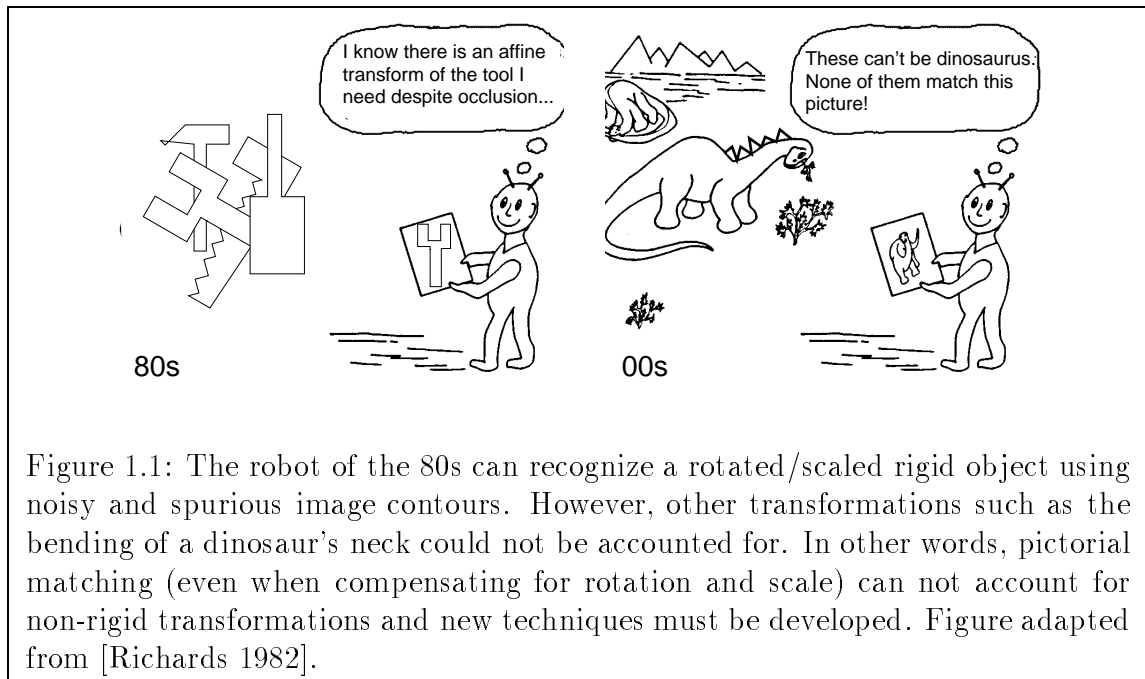 I know there is an affine
transform of the tool I
need despite occlusion...
These can't be dinosaurus.
None of them match this
picture!
80s
00s
Figure 1.1: The robot of the 80s can recognize a rotated/scaled rigid object using
noisy and spurious image contours. However, other transformations such as the
bending of a dinosaur's neck could not be accounted for. In other words, pictorial
matching (even when compensating for rotation and scale) can not account for
non-rigid transformations and new techniques must be developed. Figure adapted
from [Richards 1982].